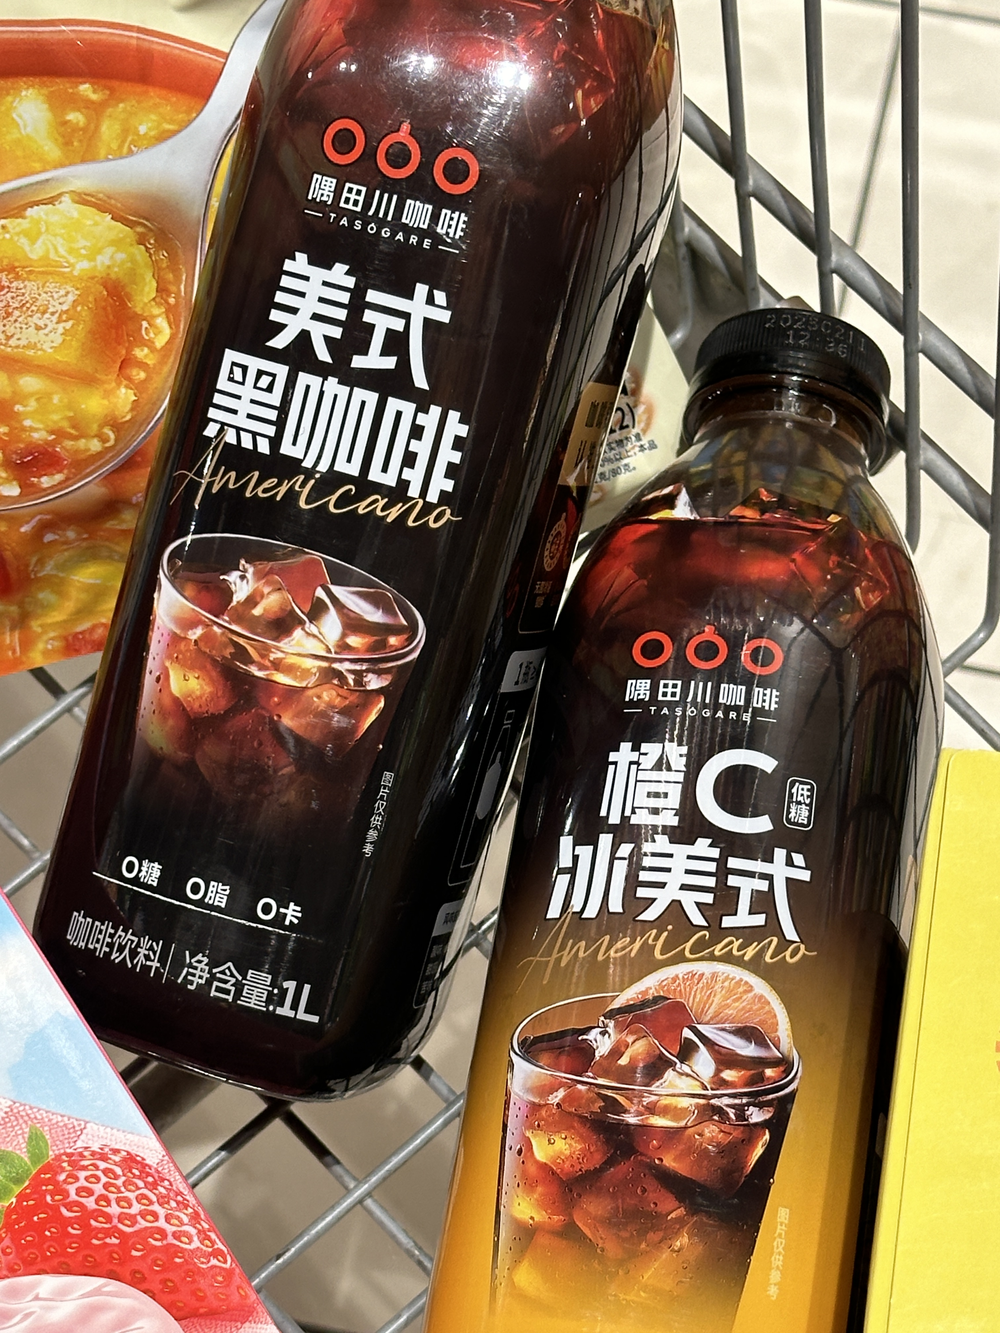 隅田川咖啡
TASOGARE
美式
黑咖啡
Americano
图片仅供参考
0糖 0脂 0卡
咖啡饮料 净含量:1L
12:36
隅田川咖啡
TASOGARE
橙C
低糖
冰美式
Americano
图片仅供参考